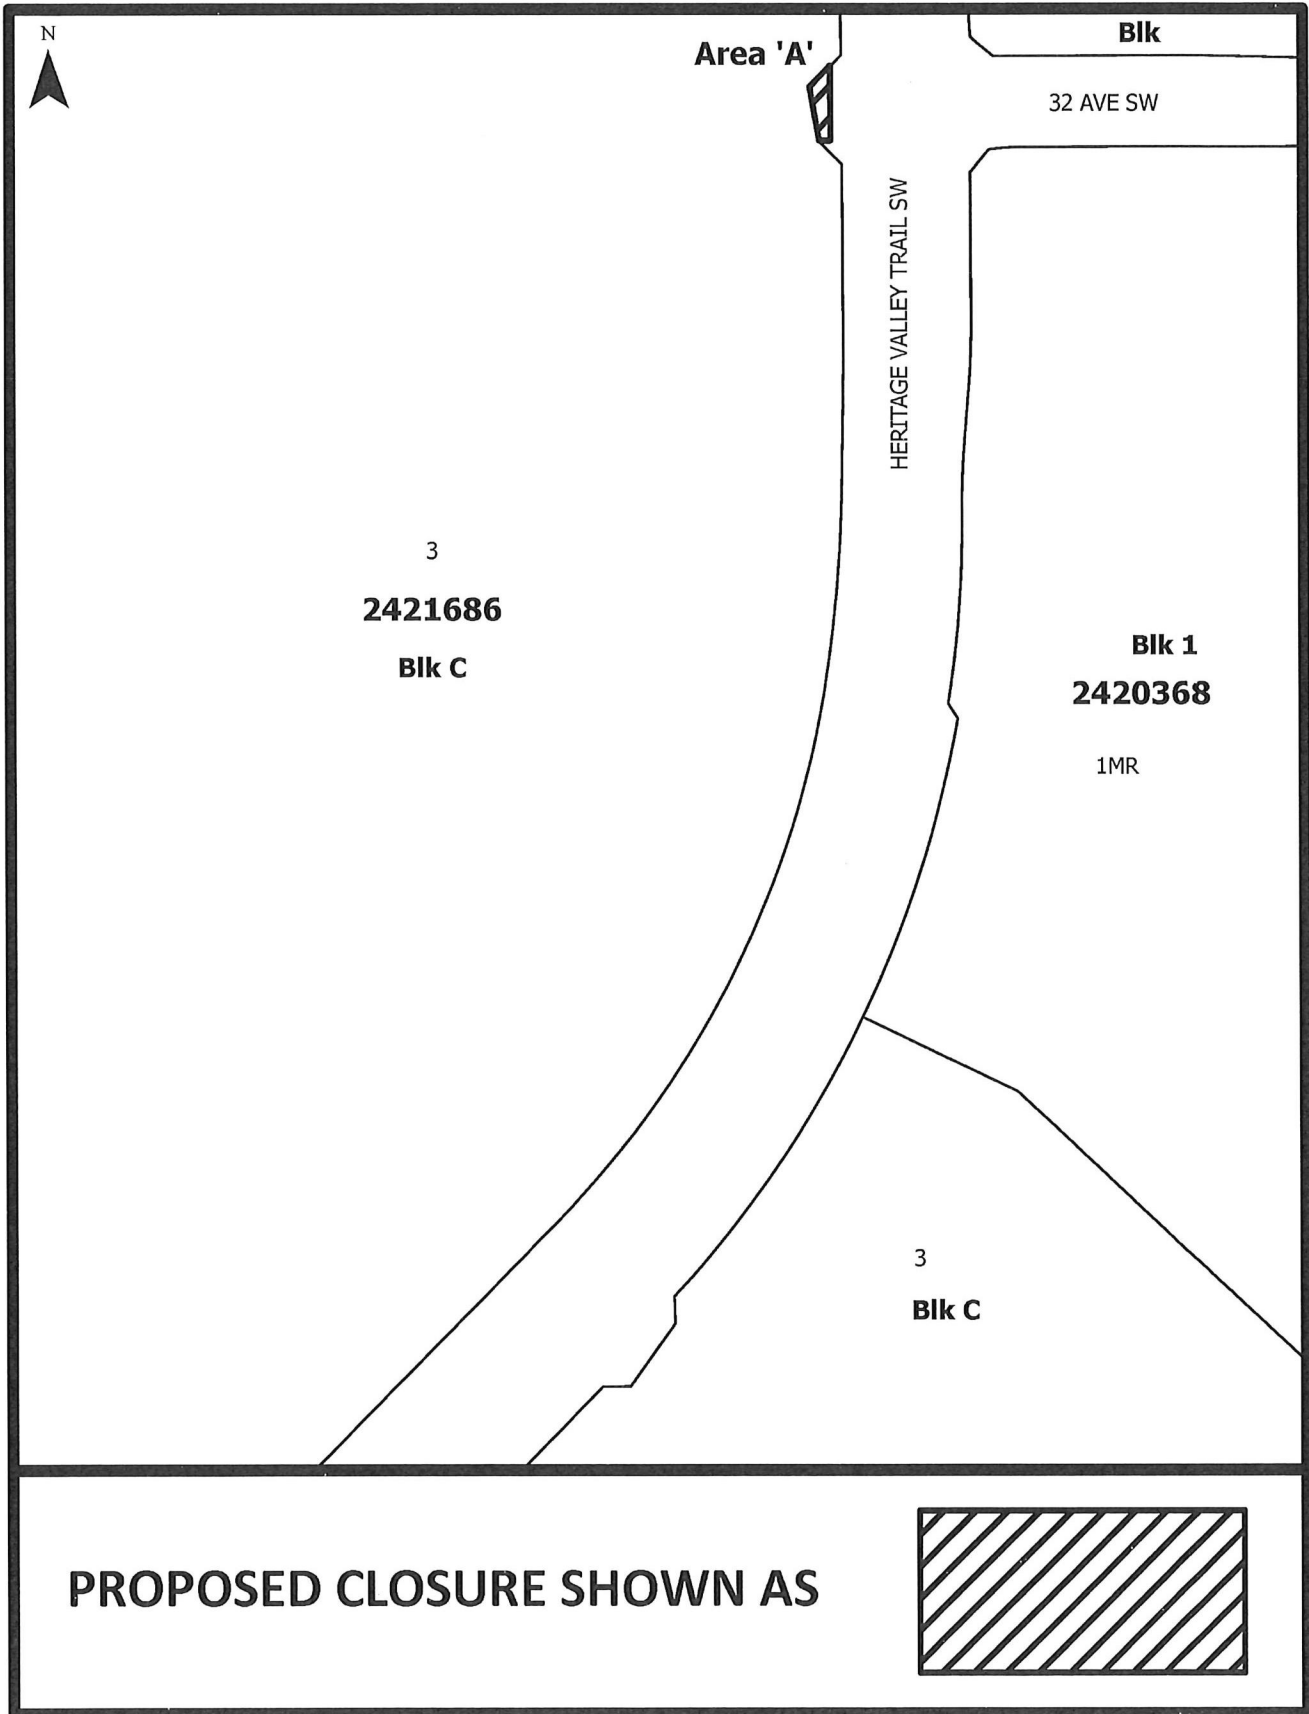 N
Area 'A'
Blk
32 AVE SW
HERITAGE VALLEY TRAIL SW
3
2421686
Blk C
Blk 1
2420368
1MR
3
Blk C
PROPOSED CLOSURE SHOWN AS